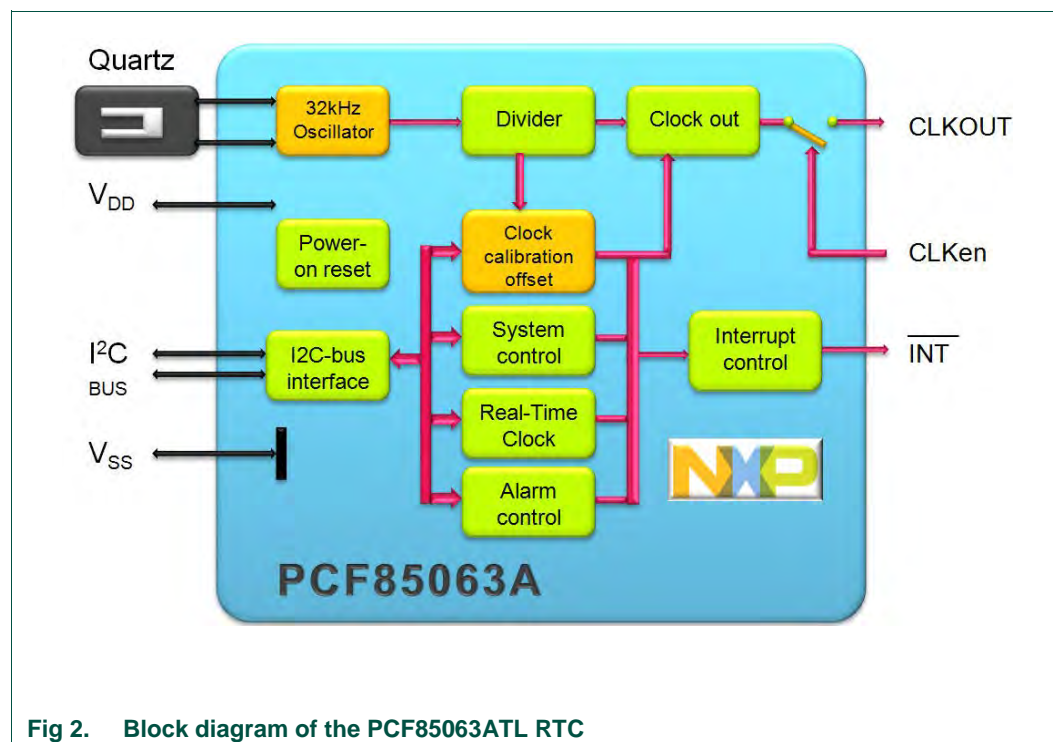 Quartz
32kHz
Oscillator
Divider
Clock out
CLKOUT
V_DD
Power-
on reset
Clock
calibration
offset
CLKen
System
control
Interrupt
control
INT
I²C
BUS
I2C-bus
interface
Real-Time
Clock
V_SS
NXP
Alarm
control
PCF85063A
Fig 2. Block diagram of the PCF85063ATL RTC